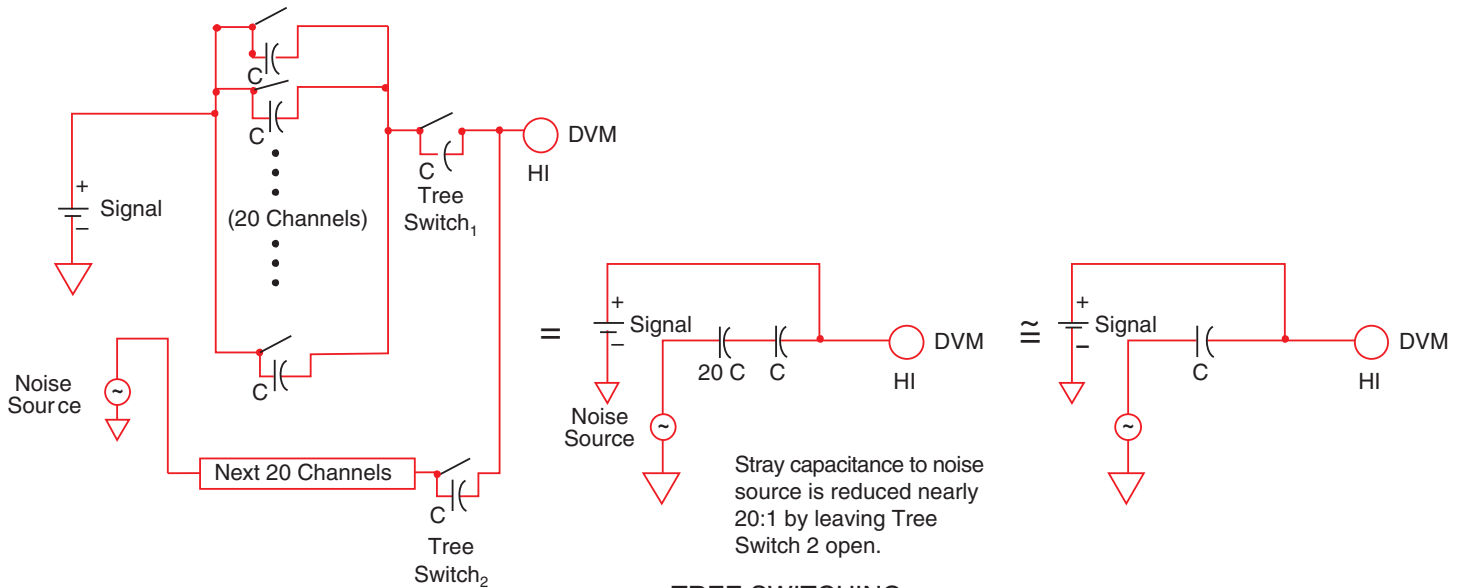 C
C
DVM
HI
C
Tree
Switch₁
+
Signal
–
(20 Channels)
C
Noise
Source
~
Next 20 Channels
C
Tree
Switch₂
=
+
Signal
–
20 C
C
DVM
HI
Noise
Source
~
Stray capacitance to noise
source is reduced nearly
20:1 by leaving Tree
Switch 2 open.
≅
+
Signal
–
C
DVM
HI
~
TREE SWITCHING